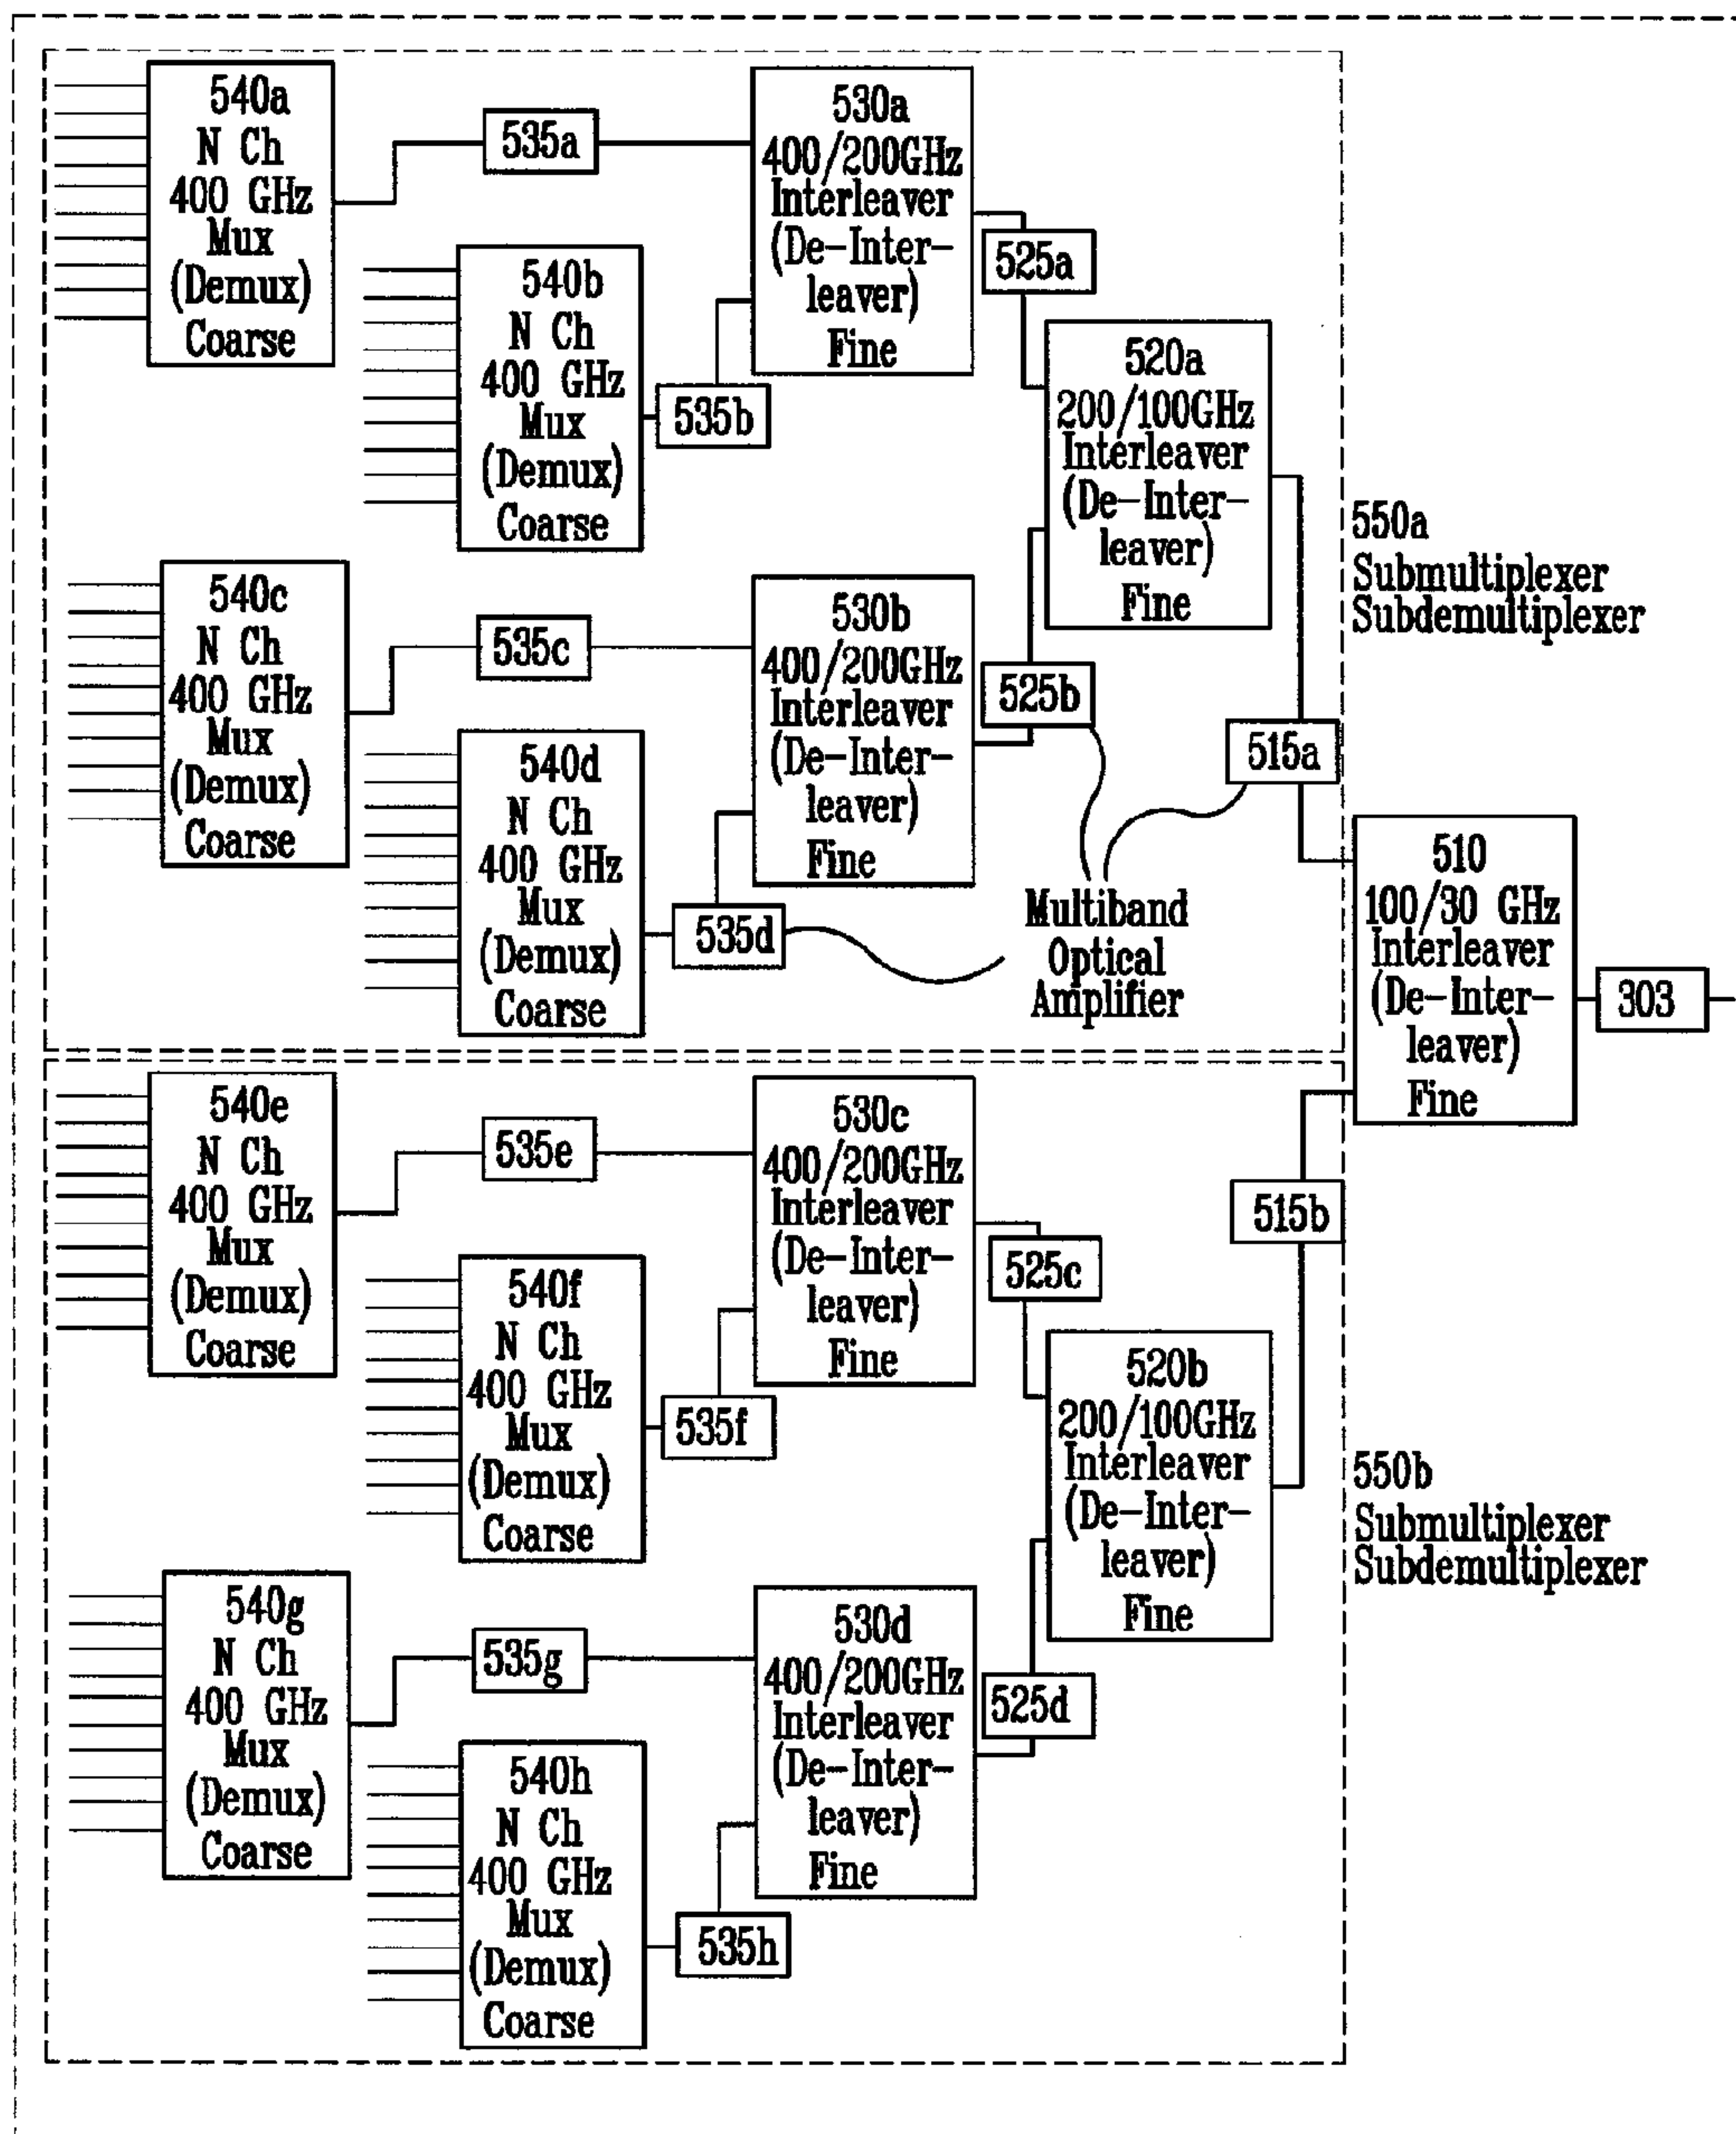 540a
N Ch
400 GHz
Mux
(Demux)
Coarse
535a
530a
400/200GHz
Interleaver
(De-Inter-
leaver)
Fine
525a
540b
N Ch
400 GHz
Mux
(Demux)
Coarse
535b
520a
200/100GHz
Interleaver
(De-Inter-
leaver)
Fine
550a
Submultiplexer
Subdemultiplexer
540c
N Ch
400 GHz
Mux
(Demux)
Coarse
535c
530b
400/200GHz
Interleaver
(De-Inter-
leaver)
Fine
525b
515a
540d
N Ch
400 GHz
Mux
(Demux)
Coarse
535d
Multiband
Optical
Amplifier
510
100/30 GHz
Interleaver
(De-Inter-
leaver)
Fine
303
540e
N Ch
400 GHz
Mux
(Demux)
Coarse
535e
530c
400/200GHz
Interleaver
(De-Inter-
leaver)
Fine
525c
515b
540f
N Ch
400 GHz
Mux
(Demux)
Coarse
535f
520b
200/100GHz
Interleaver
(De-Inter-
leaver)
Fine
550b
Submultiplexer
Subdemultiplexer
540g
N Ch
400 GHz
Mux
(Demux)
Coarse
535g
530d
400/200GHz
Interleaver
(De-Inter-
leaver)
Fine
525d
540h
N Ch
400 GHz
Mux
(Demux)
Coarse
535h